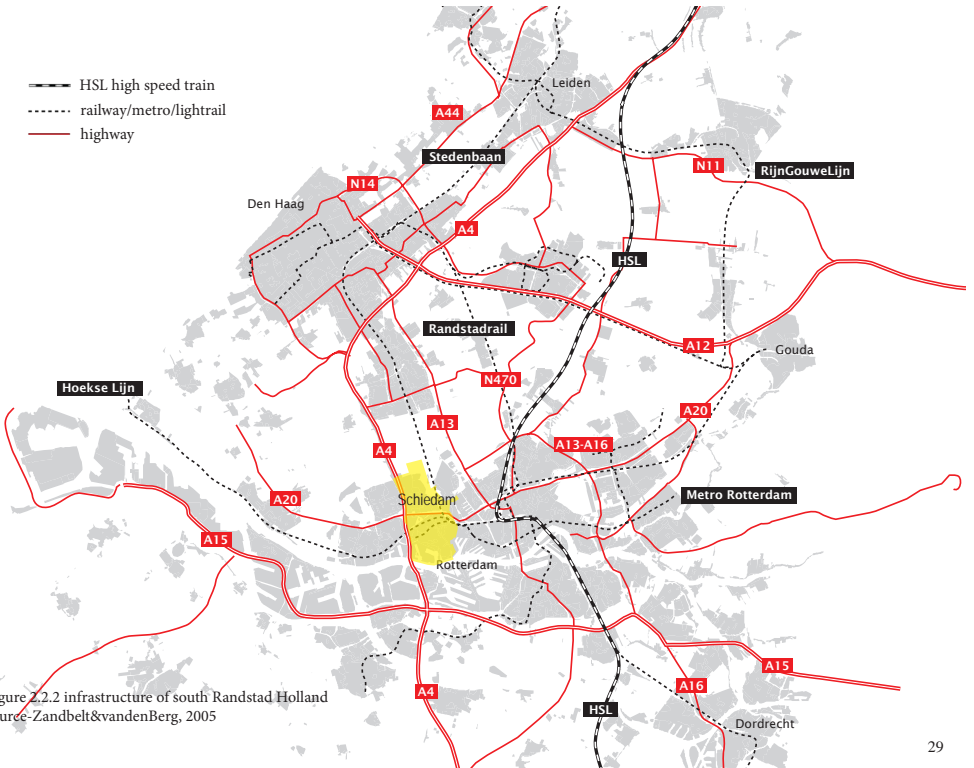 HSL high speed train
railway/metro/lightrail
highway
Leiden
A44
Stedenbaan
N11
RijnGouweLijn
N14
Den Haag
A4
HSL
Randstadrail
A12
Gouda
N470
Hoekse Lijn
A20
A13
A13-A16
A4
Schiedam
A20
Metro Rotterdam
A15
Rotterdam
A15
A16
A4
HSL
Dordrecht
gure 2.2.2 infrastructure of south Randstad Holland
urce-Zandbelt&vandenBerg, 2005
29